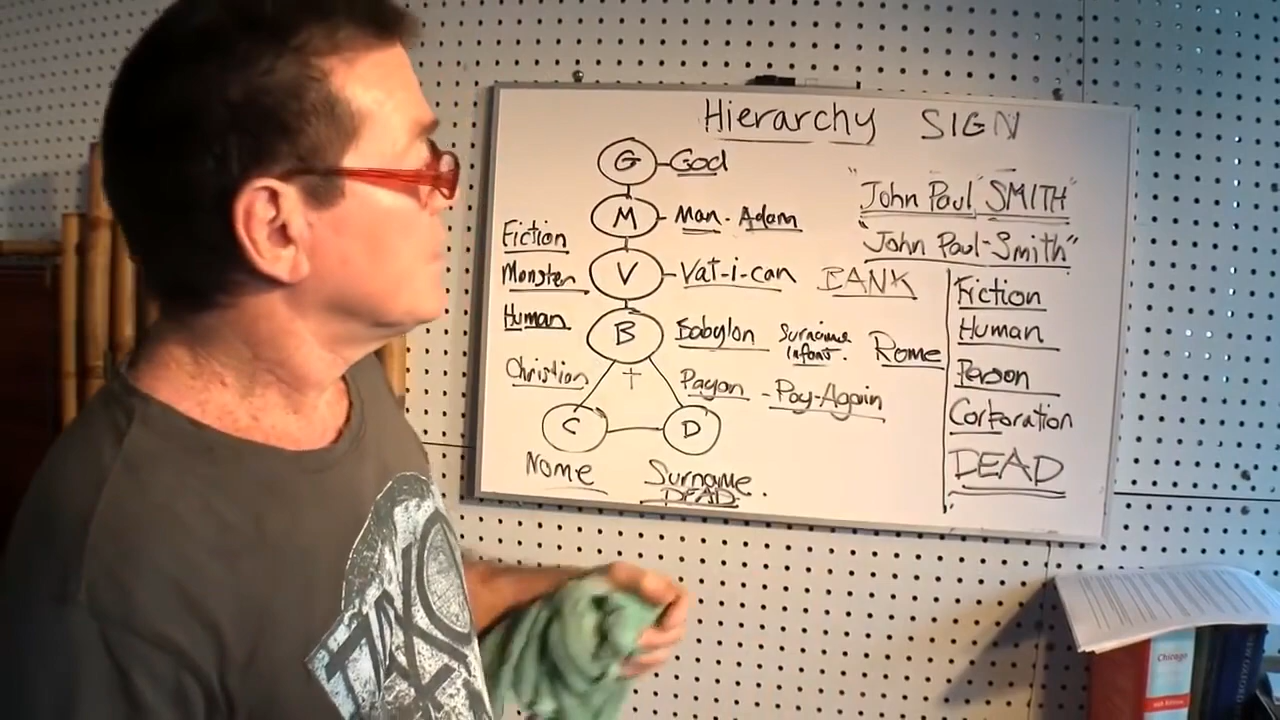 Hierarchy SIGN
G God
M Man - Adam
"John Paul" SMITH"
"John Paul-Smith"
Fiction
Monster
Human
V Vat-i-can BANK
B Babylon Surname infant. Rome
Christian
Pagan - Pay-Again
C D
Name
Surname.
DEAD
Fiction
Human
Person
Corporation
DEAD
Chicago